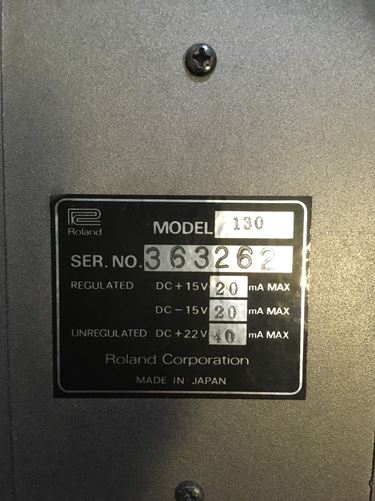 Roland
MODEL 130
SER. NO. 363262
REGULATED DC +15V 20 mA MAX
DC -15V 20 mA MAX
UNREGULATED DC +22V 40 mA MAX
Roland Corporation
MADE IN JAPAN